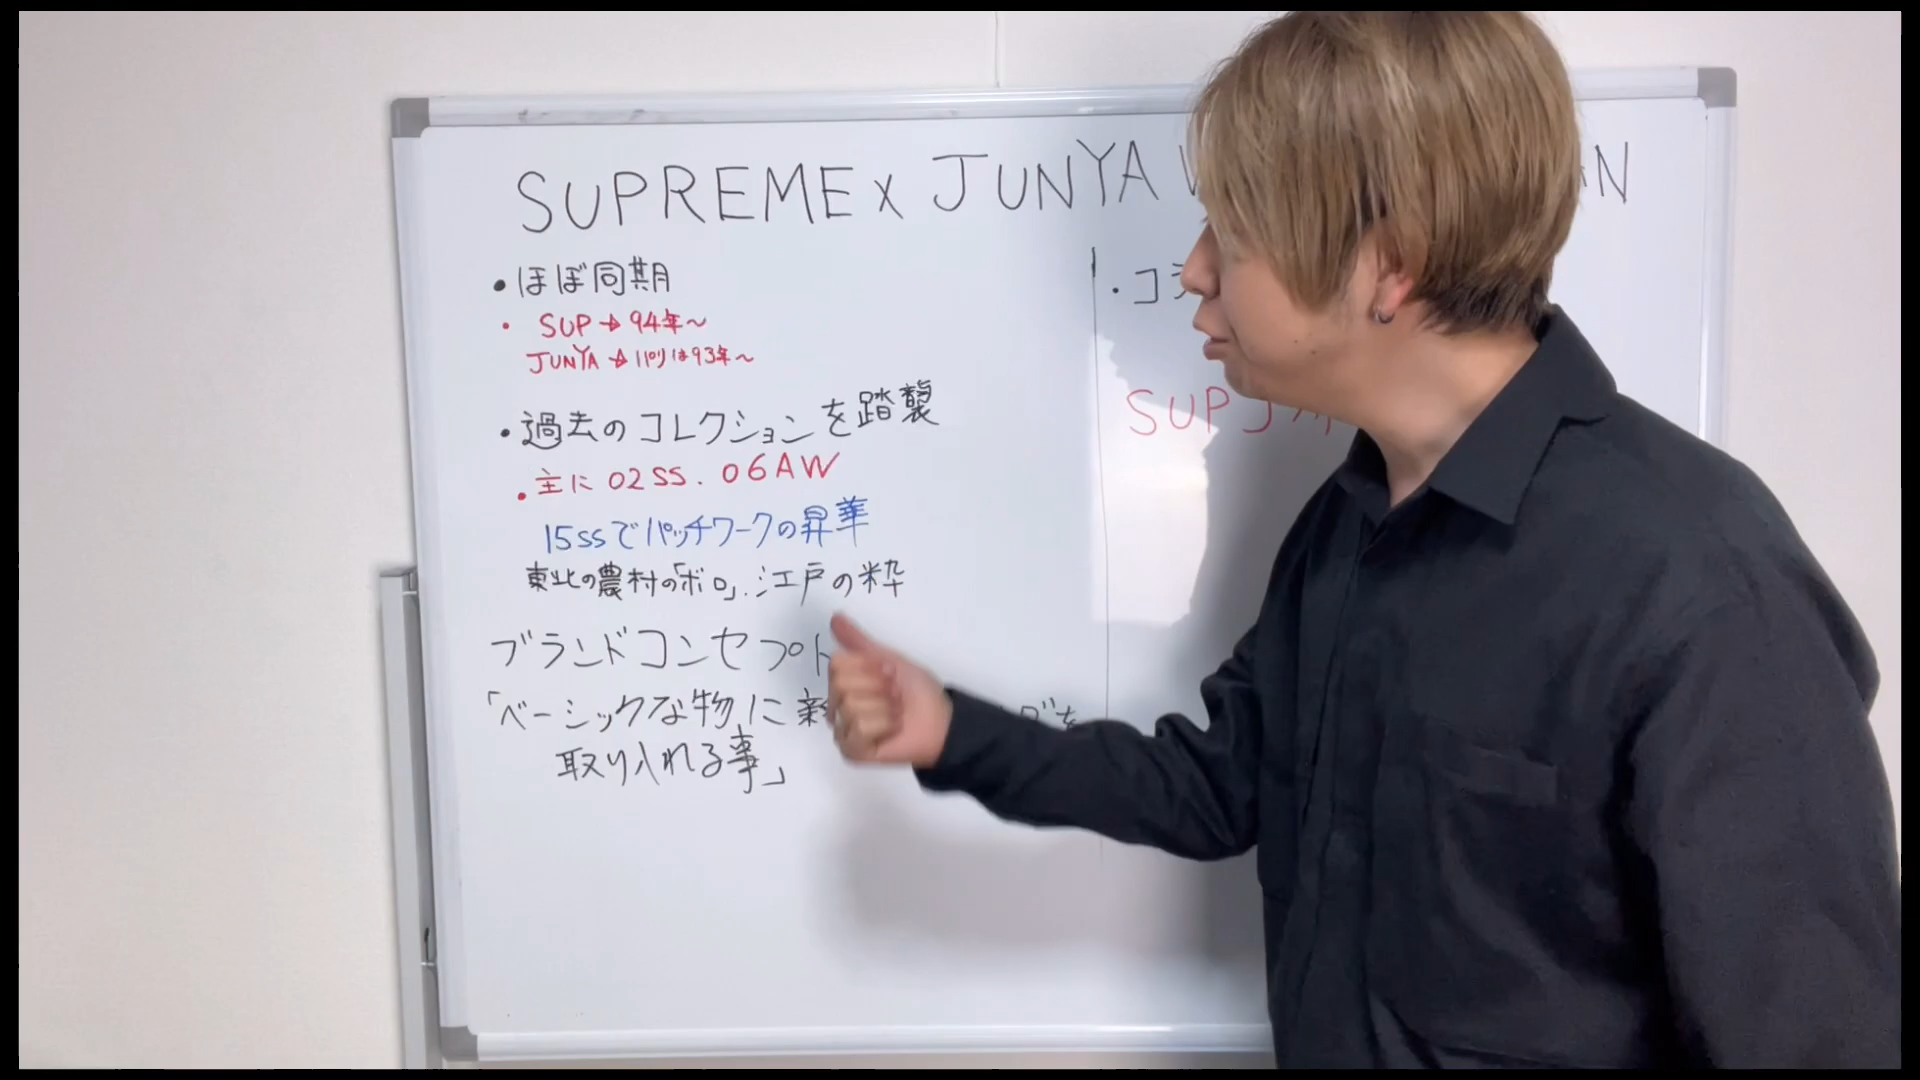 SUPREME x JUNYA
・ほぼ同期
・SUP→94年〜
JUNYA→パリは93年〜
・過去のコレクションを踏襲
・主に02SS. 06AW
15SSでパッチワークの昇華
東北の農村の「ボロ」. 江戸の粋
ブランドコンセプト
「ベーシックな物に新
取り入れる事」
・コラ
SUP J